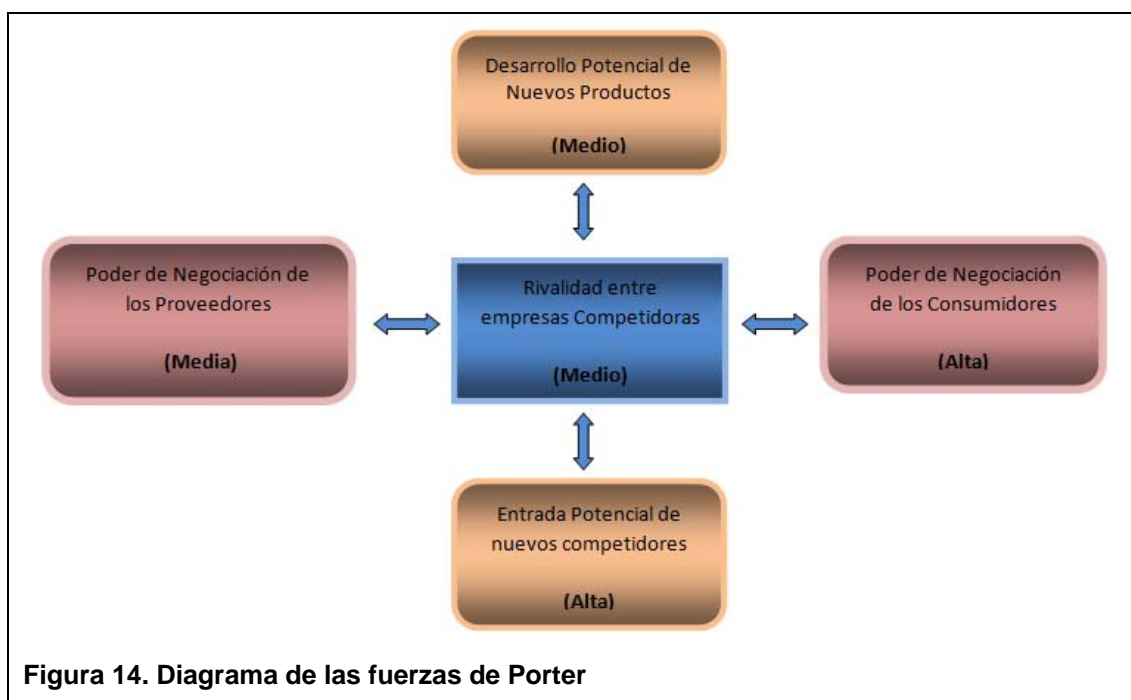 Desarrollo Potencial de
Nuevos Productos
(Medio)
Poder de Negociación de
los Proveedores
(Media)
Rivalidad entre
empresas Competidoras
(Medio)
Poder de Negociación
de los Consumidores
(Alta)
Entrada Potencial de
nuevos competidores
(Alta)
Figura 14. Diagrama de las fuerzas de Porter